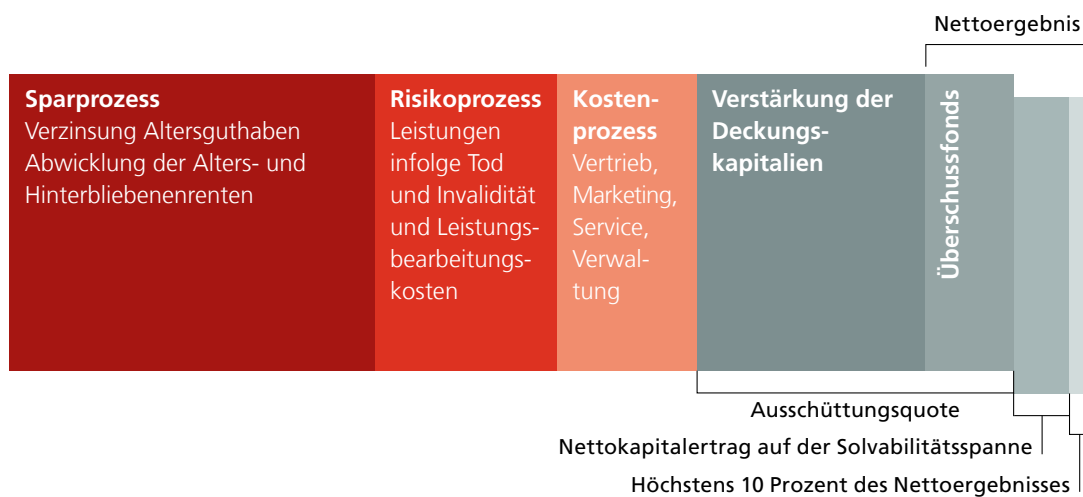 Nettoergebnis
Sparprozess
Verzinsung Altersguthaben
Abwicklung der Alters- und
Hinterbliebenenrenten
Risikoprozess
Leistungen
infolge Tod
und Invalidität
und Leistungs-
bearbeitungs-
kosten
Kosten-
prozess
Vertrieb,
Marketing,
Service,
Verwal-
tung
Verstärkung der
Deckungs-
kapitalien
Überschussfonds
Ausschüttungsquote
Nettokapitalertrag auf der Solvabilitätsspanne
Höchstens 10 Prozent des Nettoergebnisses